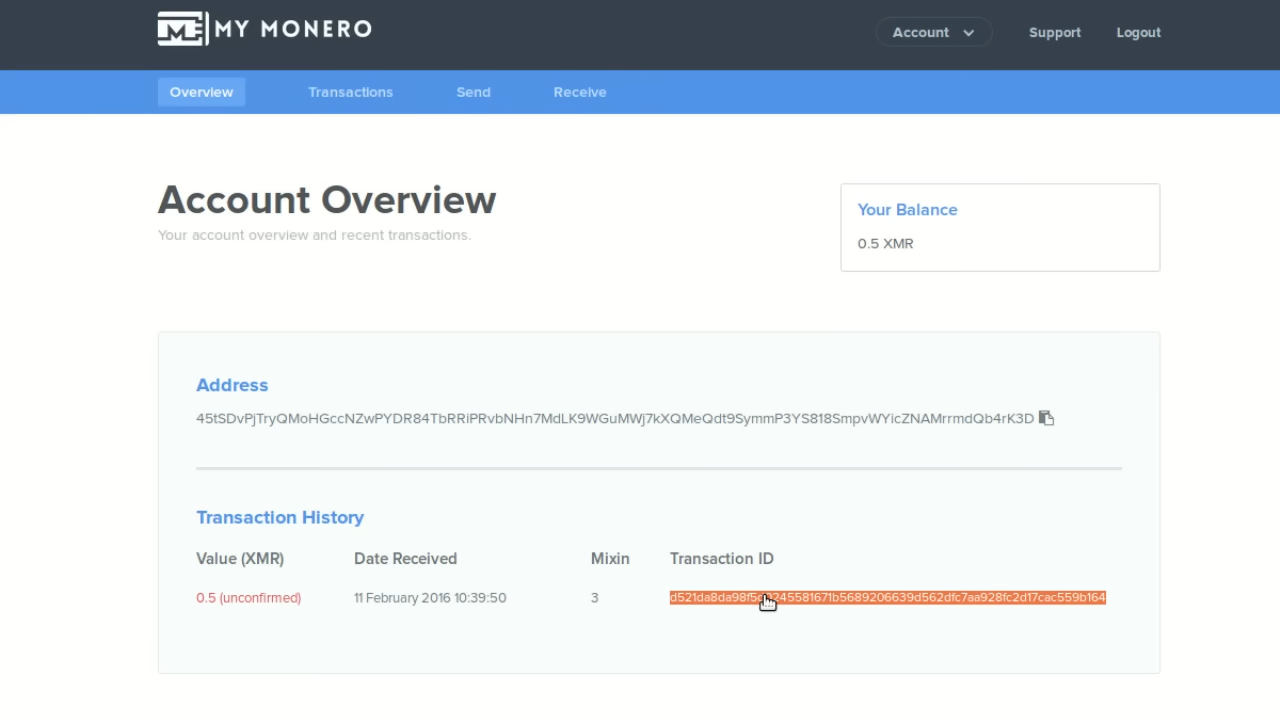 MY MONERO
Account
Support
Logout
Overview
Transactions
Send
Receive
Account Overview
Your account overview and recent transactions.
Your Balance
0.5 XMR
Address
45tSDvPjTryQMoHGccNZwPYDR84TbRRiPRvbNHn7MdLK9WGuMWj7kXQMeQdt9SymmP3YS818SmpvWYicZNAMrrmdQb4rK3D
Transaction History
Value (XMR) Date Received Mixin Transaction ID
0.5 (unconfirmed) 11 February 2016 10:39:50 3